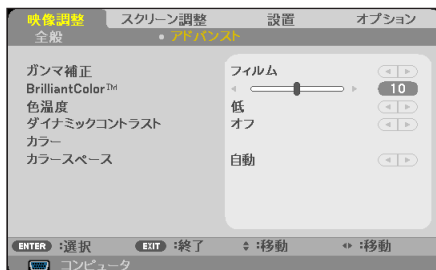 映像調整 スクリーン調整 設置 オプション
全般 • アドバンスト
ガンマ補正 フィルム
BrilliantColor™ 10
色温度 低
ダイナミックコントラスト オフ
カラー
カラースペース 自動
ENTER :選択 EXIT :終了 :移動 :移動
コンピュータ